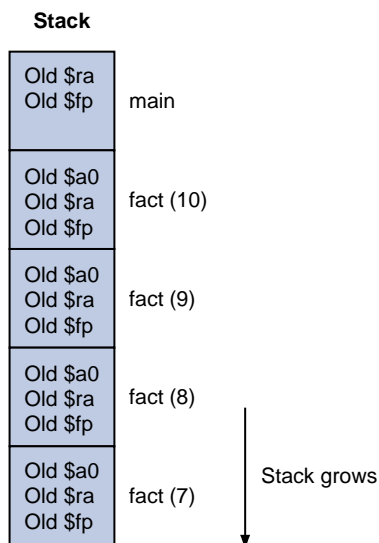 Stack
Old $ra
Old $fp
main
Old $a0
Old $ra
Old $fp
fact (10)
Old $a0
Old $ra
Old $fp
fact (9)
Old $a0
Old $ra
Old $fp
fact (8)
Old $a0
Old $ra
Old $fp
fact (7)
Stack grows